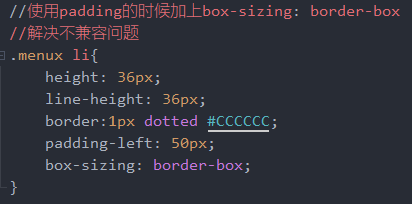 //使用padding的时候加上box-sizing: border-box
//解决不兼容问题
.menux li{
height: 36px;
line-height: 36px;
border:1px dotted #CCCCCC;
padding-left: 50px;
box-sizing: border-box;
}